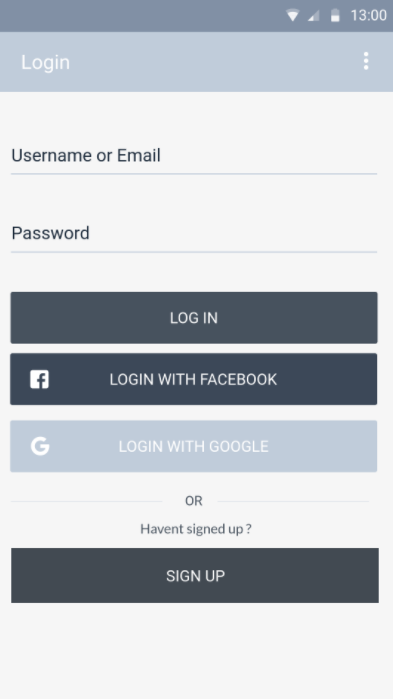 13:00
Login
Username or Email
Password
LOG IN
LOGIN WITH FACEBOOK
LOGIN WITH GOOGLE
OR
Havent signed up ?
SIGN UP